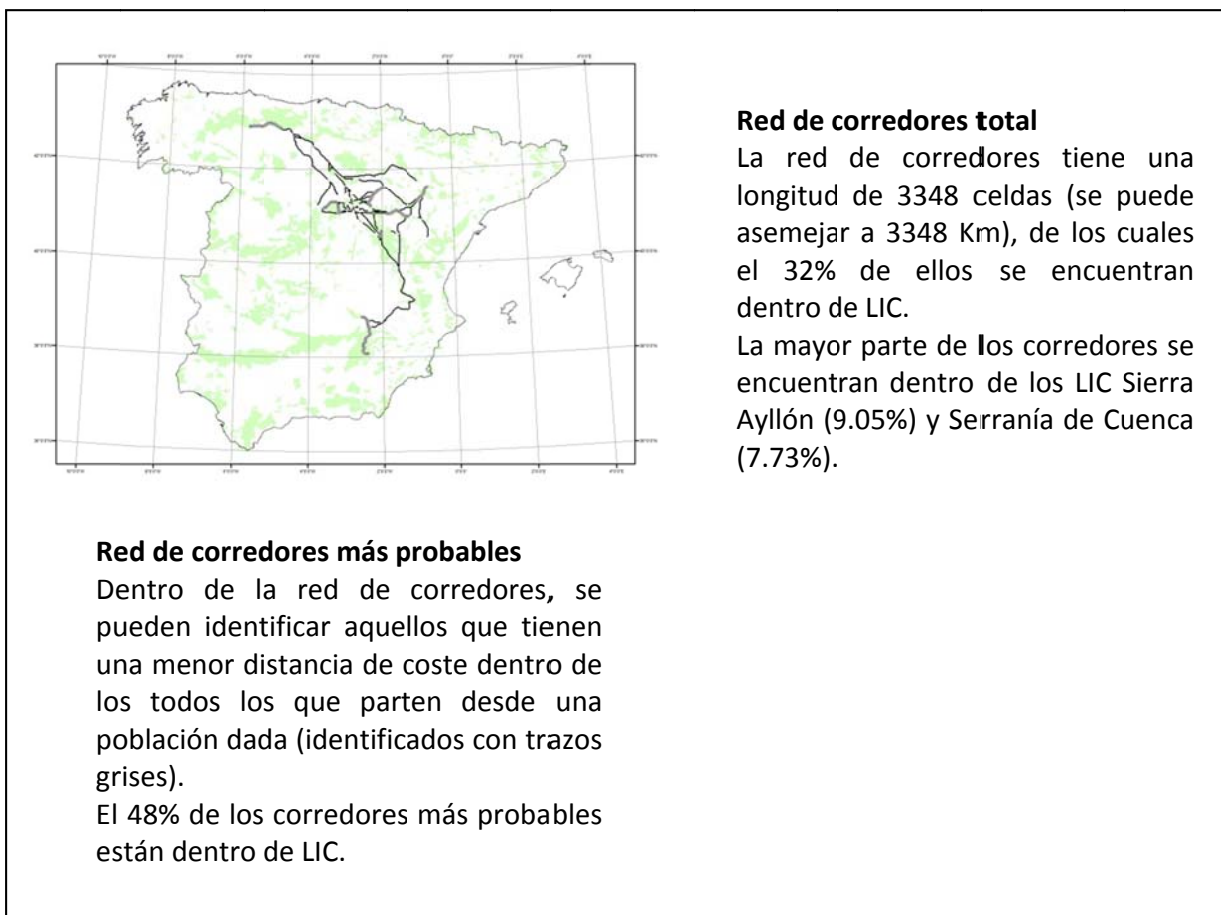 Red de corredores total
La red de corredores tiene una
longitud de 3348 celdas (se puede
asemejar a 3348 Km), de los cuales
el 32% de ellos se encuentran
dentro de LIC.
La mayor parte de los corredores se
encuentran dentro de los LIC Sierra
Ayllón (9.05%) y Serranía de Cuenca
(7.73%).
Red de corredores más probables
Dentro de la red de corredores, se
pueden identificar aquellos que tienen
una menor distancia de coste dentro de
los todos los que parten desde una
población dada (identificados con trazos
grises).
El 48% de los corredores más probables
están dentro de LIC.